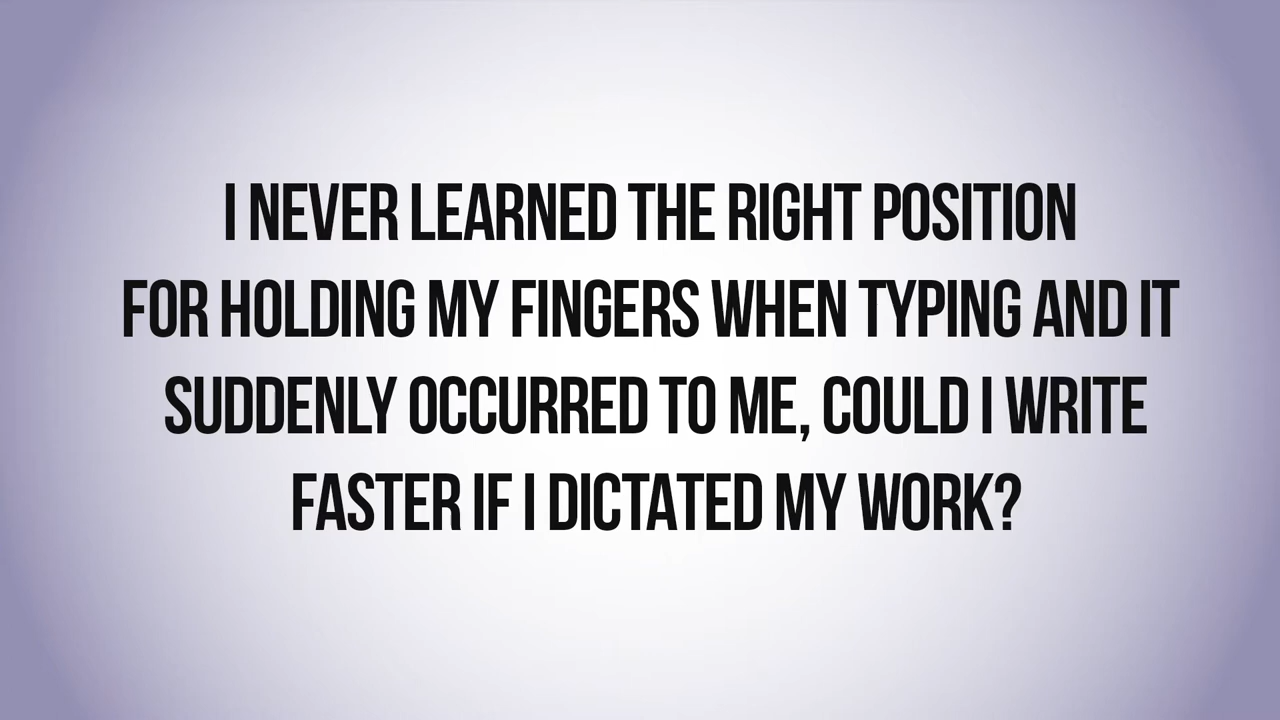 I NEVER LEARNED THE RIGHT POSITION
FOR HOLDING MY FINGERS WHEN TYPING AND IT
SUDDENLY OCCURRED TO ME, COULD I WRITE
FASTER IF I DICTATED MY WORK?